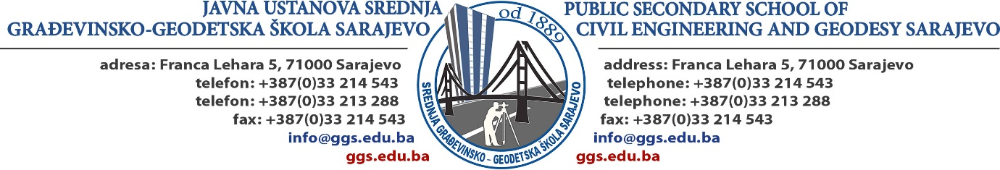 JAVNA USTANOVA SREDNJA
GRAĐEVINSKO-GEODETSKA ŠKOLA SARAJEVO
adresa: Franca Lehara 5, 71000 Sarajevo
telefon: +387(0)33 214 543
telefon: +387(0)33 213 288
fax: +387(0)33 214 543
info@ggs.edu.ba
ggs.edu.ba
od 1889
SREDNJA GRAĐEVINSKO - GEODETSKA ŠKOLA SARAJEVO
PUBLIC SECONDARY SCHOOL OF
CIVIL ENGINEERING AND GEODESY SARAJEVO
address: Franca Lehara 5, 71000 Sarajevo
telephone: +387(0)33 214 543
telephone: +387(0)33 213 288
fax: +387(0)33 214 543
info@ggs.edu.ba
ggs.edu.ba